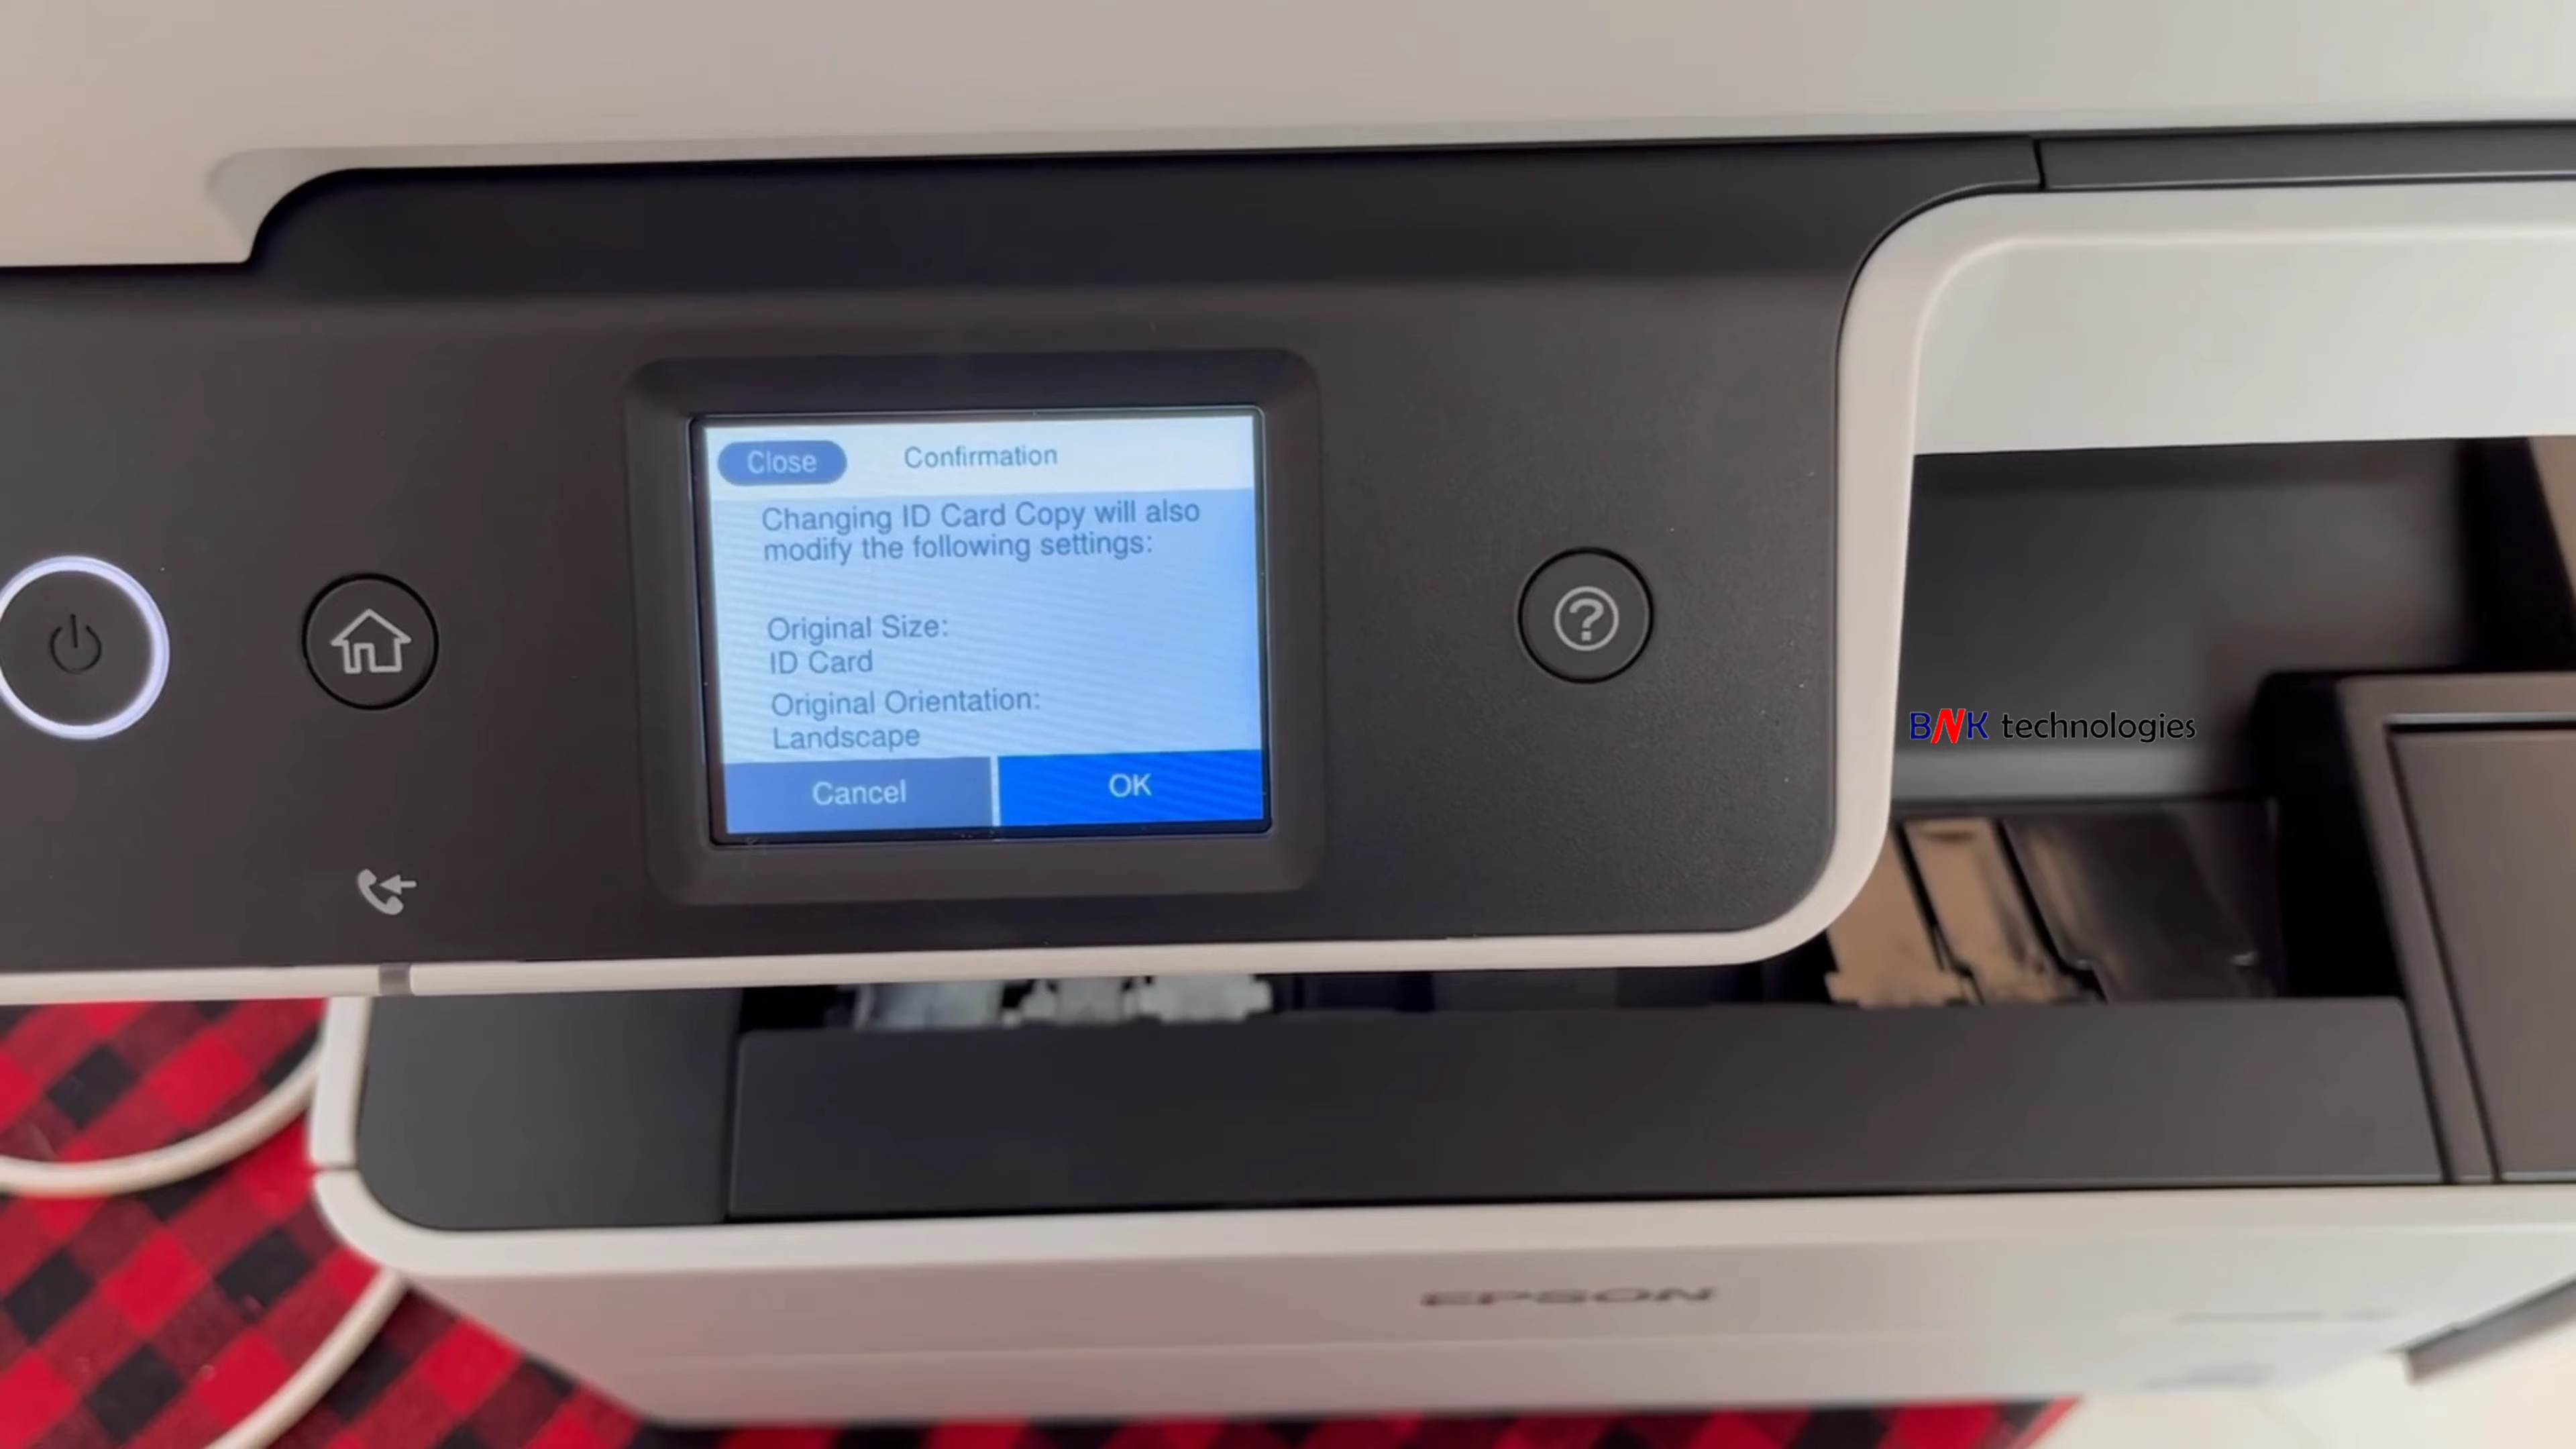 Close
Confirmation
Changing ID Card Copy will also
modify the following settings:
Original Size:
ID Card
Original Orientation:
Landscape
Cancel
OK
BNK technologies
EPSON